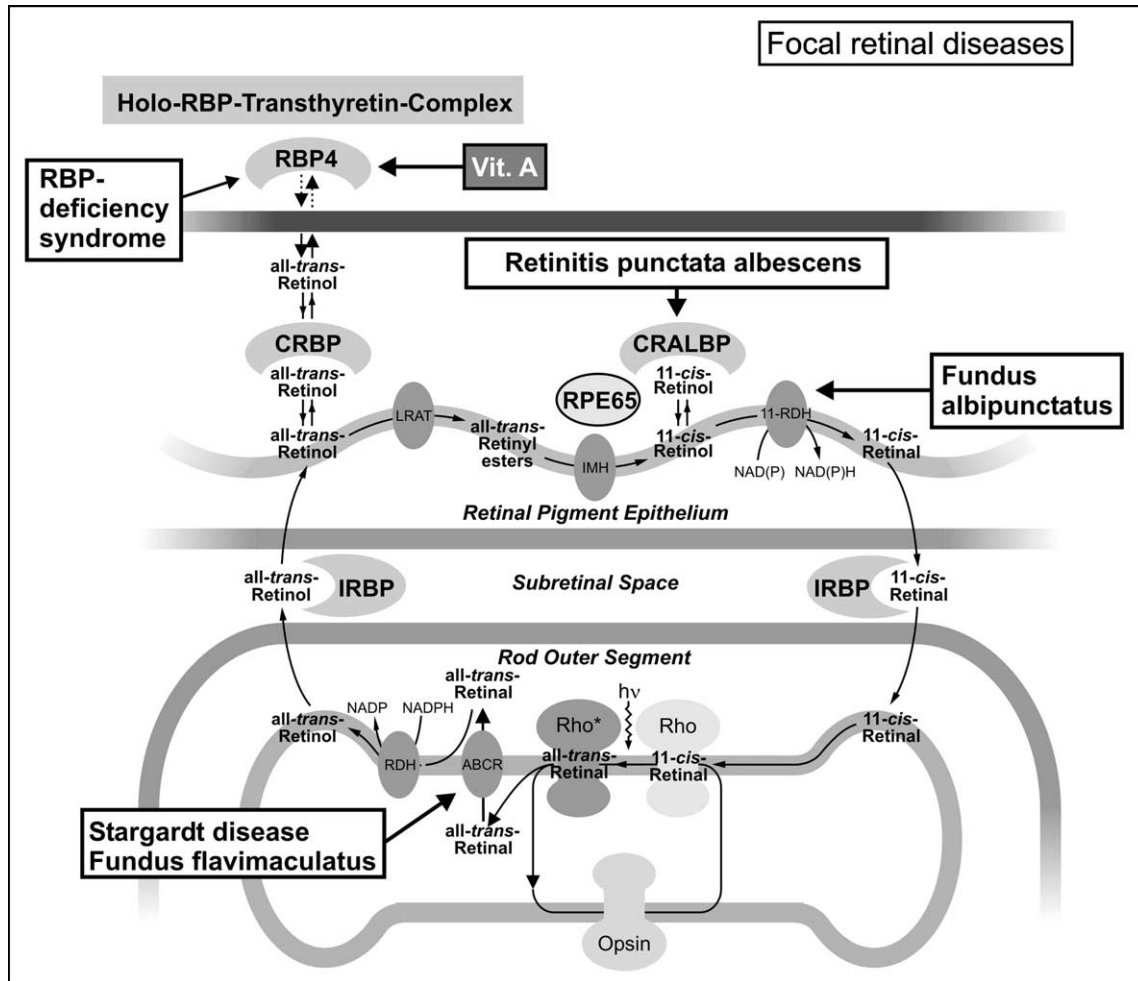 Focal retinal diseases
Holo-RBP-Transthyretin-Complex
RBP4
Vit. A
RBP-
deficiency
syndrome
all-trans-
Retinol
Retinitis punctata albescens
CRBP
all-trans-
Retinol
all-trans-
Retinol
LRAT
all-trans-
Retinyl
esters
RPE65
IMH
CRALBP
11-cis-
Retinol
11-cis-
Retinol
11-RDH
NAD(P)
NAD(P)H
Fundus
albipunctatus
11-cis-
Retinal
Retinal Pigment Epithelium
all-trans-
Retinol
IRBP
Subretinal Space
IRBP
11-cis-
Retinal
Rod Outer Segment
all-trans-
Retinol
NADP
NADPH
RDH
all-trans-
Retinal
ABCR
all-trans-
Retinal
Rho*
all-trans-
Retinal
hν
Rho
11-cis-
Retinal
11-cis-
Retinal
Stargardt disease
Fundus flavimaculatus
Opsin